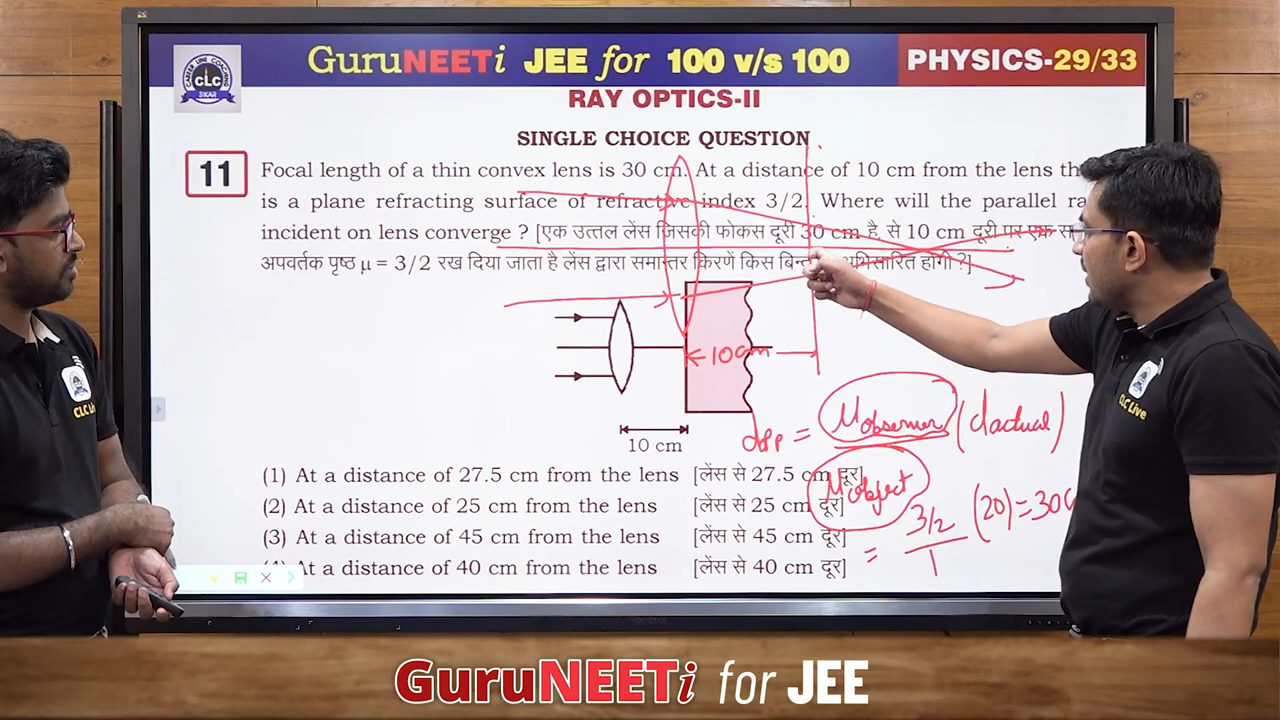 GuruNEETi JEE for 100 v/s 100
PHYSICS-29/33
CLC
SIKAR
RAY OPTICS-II
SINGLE CHOICE QUESTION
11
Focal length of a thin convex lens is 30 cm. At a distance of 10 cm from the lens
is a plane refracting surface of refractive index 3/2. Where will the parallel
incident on lens converge ? [एक उत्तल लेंस जिसकी फोकस दूरी 30 cm है, से 10 cm दूरी पर एक
अपवर्तक पृष्ठ μ = 3/2 रख दिया जाता है लेंस द्वारा समान्तर किरणें किस अभिसारित होंगी ?]
10 cm
10 cm
dapp = μobserver (dactual)
μobject
= 3/2 (20) = 30
1
(1) At a distance of 27.5 cm from the lens [लेंस से 27.5 cm दूर]
(2) At a distance of 25 cm from the lens [लेंस से 25 cm दूर]
(3) At a distance of 45 cm from the lens [लेंस से 45 cm दूर]
At a distance of 40 cm from the lens [लेंस से 40 cm दूर]
CLC Live
CLC Live
GuruNEETi for JEE